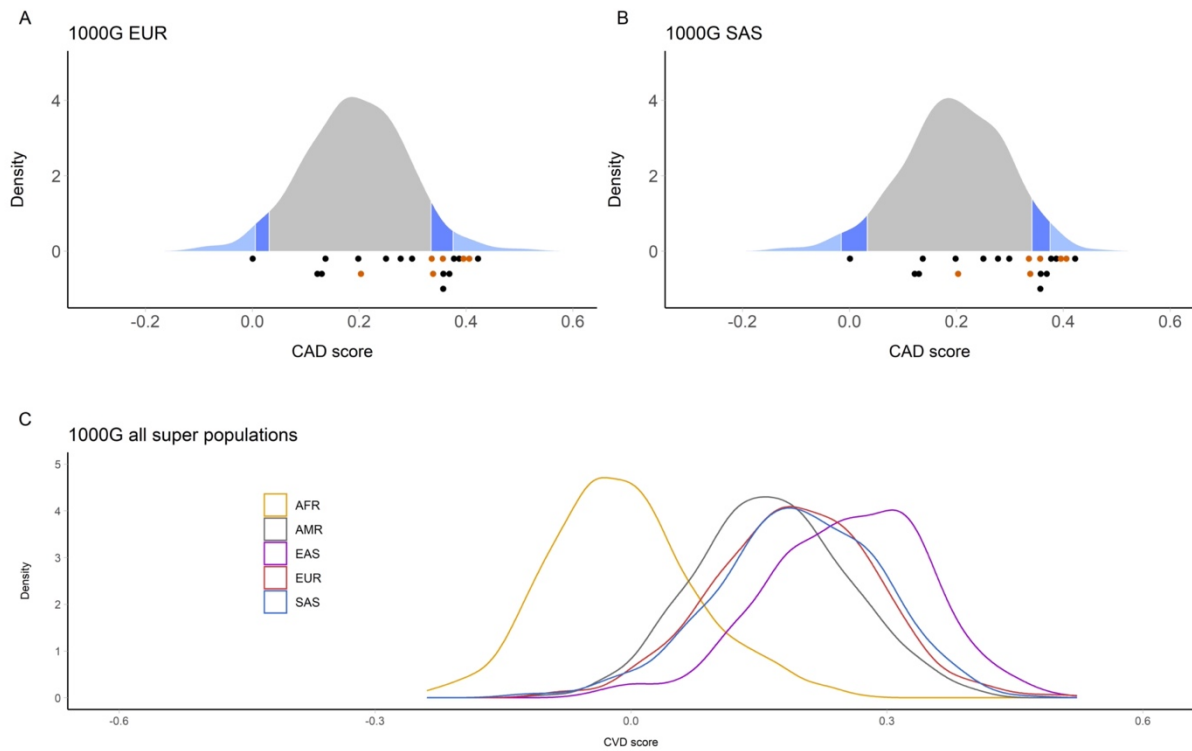 A
1000G EUR
Density
4
2
0
-0.2 0.0 0.2 0.4 0.6
CAD score
B
1000G SAS
Density
4
2
0
-0.2 0.0 0.2 0.4 0.6
CAD score
C
1000G all super populations
Density
5
4
3
2
1
0
AFR
AMR
EAS
EUR
SAS
-0.6 -0.3 0.0 0.3 0.6
CVD score